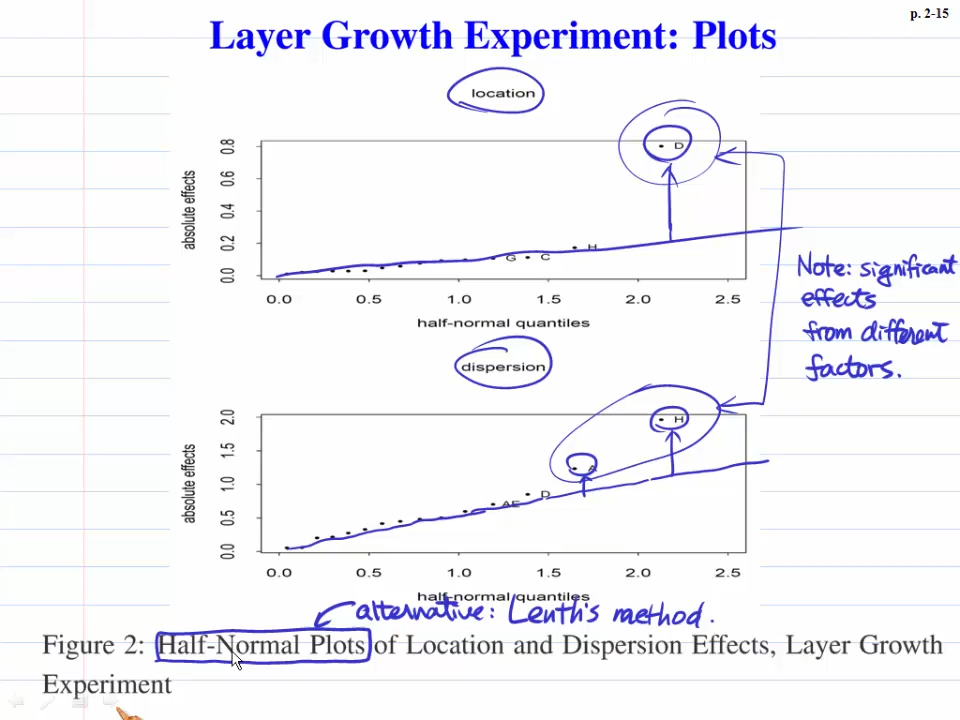 p. 2-15
Layer Growth Experiment: Plots
location
absolute effects
0.0 0.2 0.4 0.6 0.8
D
H
G C
0.0 0.5 1.0 1.5 2.0 2.5
half-normal quantiles
Note: significant
effects
from different
factors.
dispersion
absolute effects
0.0 0.5 1.0 1.5 2.0
H
A
D
AE
0.0 0.5 1.0 1.5 2.0 2.5
half-normal quantiles
alternative: Lenth's method.
Figure 2: Half-Normal Plots of Location and Dispersion Effects, Layer Growth
Experiment